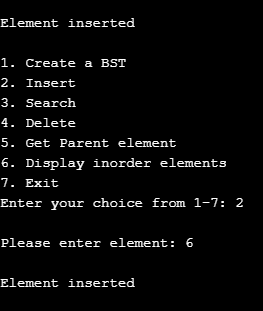 Element inserted
1. Create a BST
2. Insert
3. Search
4. Delete
5. Get Parent element
6. Display inorder elements
7. Exit
Enter your choice from 1-7: 2
Please enter element: 6
Element inserted